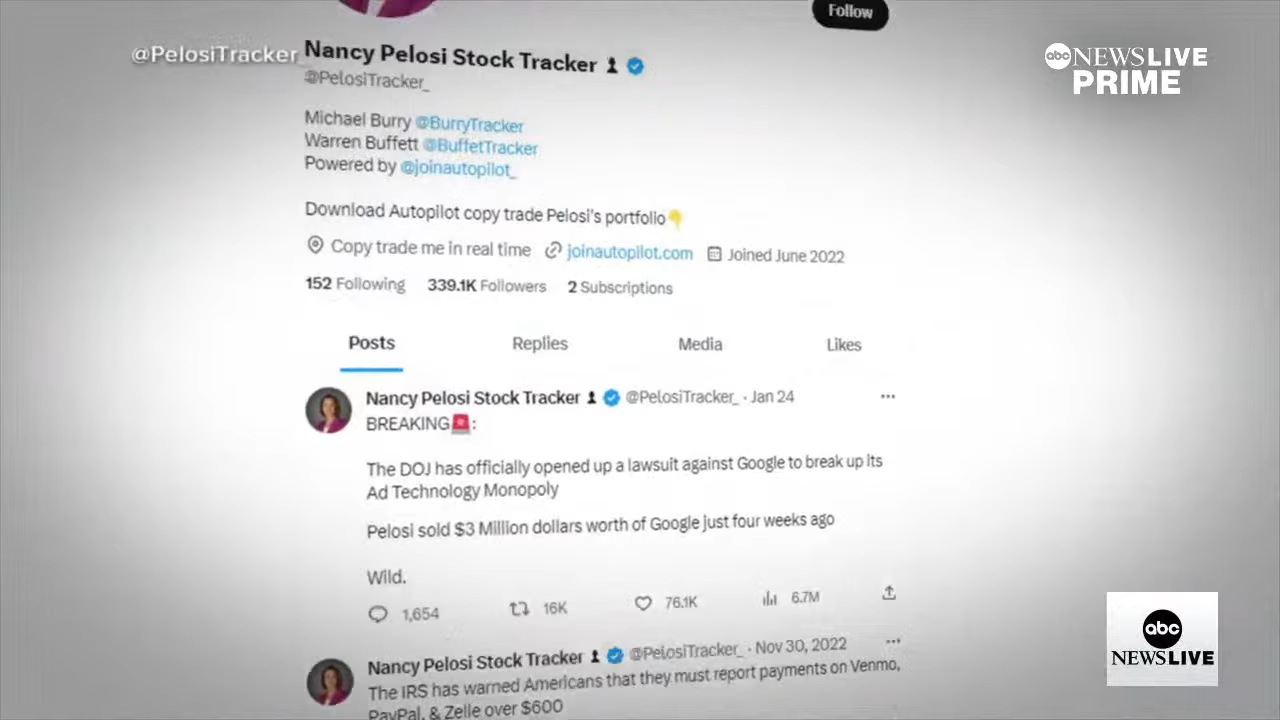 Follow
@PelosiTracker_
abc NEWS LIVE
PRIME
Nancy Pelosi Stock Tracker
@PelosiTracker_
Michael Burry @BurryTracker
Warren Buffett @BuffetTracker
Powered by @joinautopilot_
Download Autopilot copy trade Pelosi's portfolio👇
Copy trade me in real time joinautopilot.com Joined June 2022
152 Following 339.1K Followers 2 Subscriptions
Posts Replies Media Likes
Nancy Pelosi Stock Tracker @PelosiTracker_ · Jan 24 ...
BREAKING🚨:
The DOJ has officially opened up a lawsuit against Google to break up its
Ad Technology Monopoly
Pelosi sold $3 Million dollars worth of Google just four weeks ago
Wild.
1,654 16K 76.1K 6.7M
Nancy Pelosi Stock Tracker @PelosiTracker_ · Nov 30, 2022 ...
The IRS has warned Americans that they must report payments on Venmo,
PayPal, & Zelle over $600
abc
NEWS LIVE